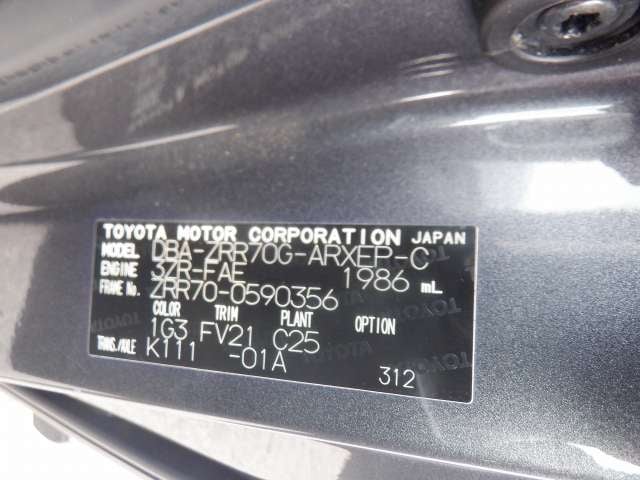 TOYOTA MOTOR CORPORATION JAPAN
MODEL DBA-ZRR70G-ARXEP-C
ENGINE 3ZR-FAE 1986 mL
FRAME No. ZRR70-0590356
COLOR TRIM PLANT OPTION
1G3 FV21 C25
TRANS./AXLE K111 -01A
312